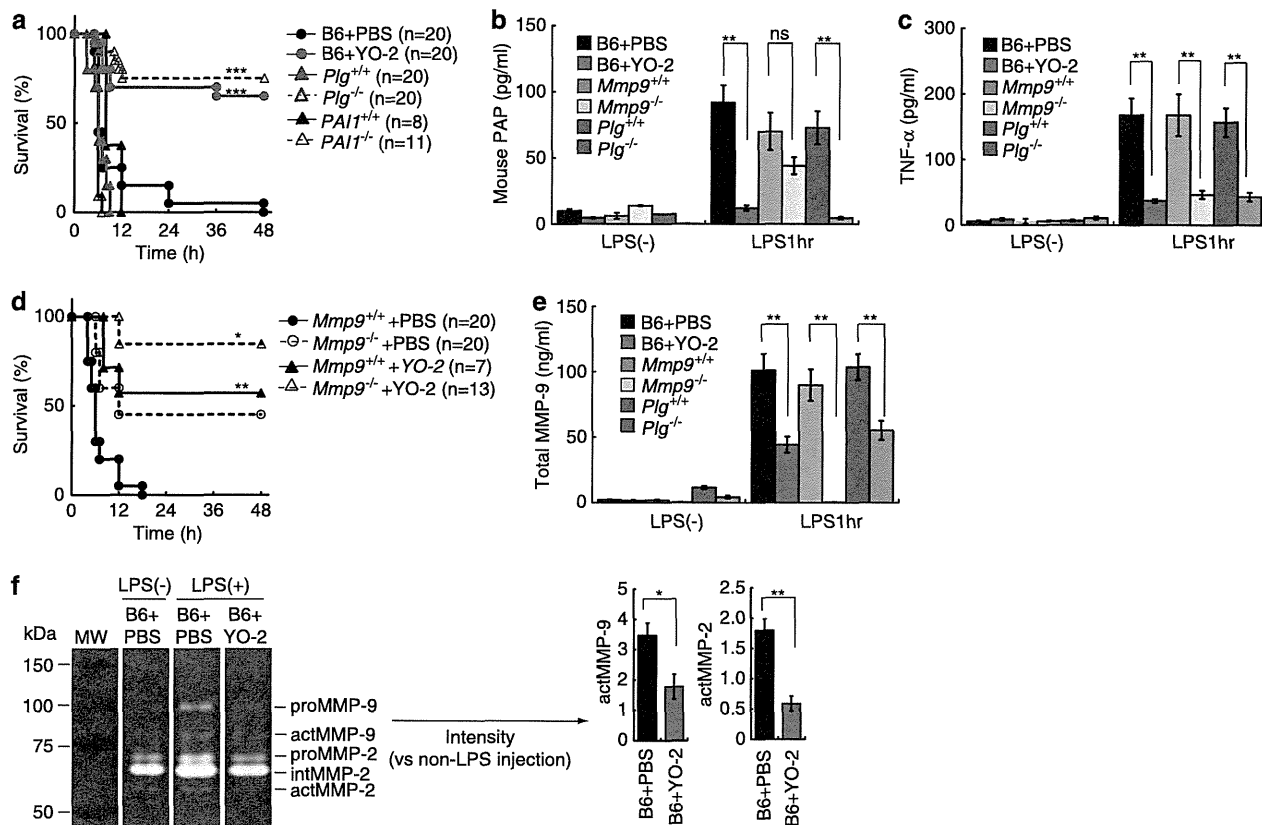 a
Survival (%)
100
50
0
0 12 24 36 48
Time (h)
***
***
B6+PBS (n=20)
B6+YO-2 (n=20)
Plg+/+ (n=20)
Plg-/- (n=20)
PAI1+/+ (n=8)
PAI1-/- (n=11)
b
Mouse PAP (pg/ml)
150
100
50
0
B6+PBS
B6+YO-2
Mmp9+/+
Mmp9-/-
Plg+/+
Plg-/-
** ns **
LPS(-) LPS1hr
c
TNF-α (pg/ml)
300
200
100
0
B6+PBS
B6+YO-2
Mmp9+/+
Mmp9-/-
Plg+/+
Plg-/-
** ** **
LPS(-) LPS1hr
d
Survival (%)
100
50
0
0 12 24 36 48
Time (h)
*
**
Mmp9+/+ +PBS (n=20)
Mmp9-/- +PBS (n=20)
Mmp9+/+ +YO-2 (n=7)
Mmp9-/- +YO-2 (n=13)
e
Total MMP-9 (ng/ml)
150
100
50
0
B6+PBS
B6+YO-2
Mmp9+/+
Mmp9-/-
Plg+/+
Plg-/-
** ** **
LPS(-) LPS1hr
f
LPS(-) LPS(+)
B6+ B6+ B6+
kDa MW PBS PBS YO-2
150
100
75
50
proMMP-9
actMMP-9
proMMP-2
intMMP-2
actMMP-2
Intensity
(vs non-LPS injection)
actMMP-9
5
4
3
2
1
0
*
B6+PBS
B6+YO-2
actMMP-2
2.5
2.0
1.5
1.0
0.5
0
**
B6+PBS
B6+YO-2